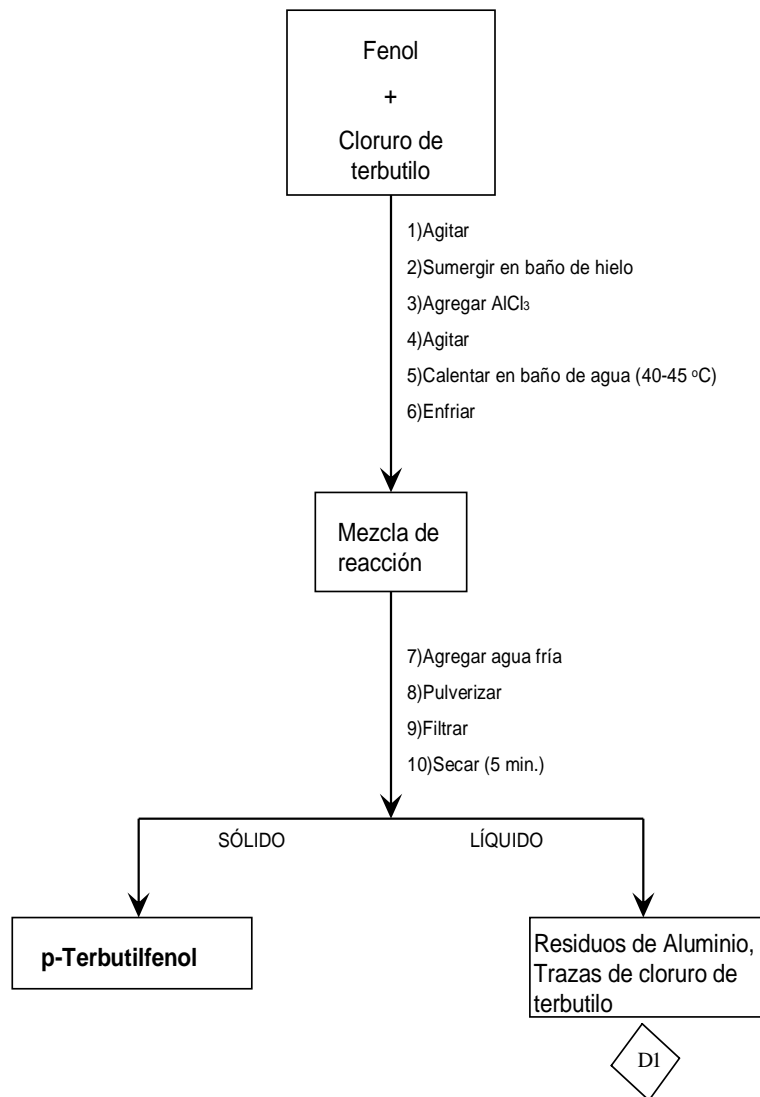 Fenol
+
Cloruro de
terbutilo
1)Agitar
2)Sumergir en baño de hielo
3)Agregar AlCl₃
4)Agitar
5)Calentar en baño de agua (40-45 ºC)
6)Enfriar
Mezcla de
reacción
7)Agregar agua fría
8)Pulverizar
9)Filtrar
10)Secar (5 min.)
SÓLIDO
LÍQUIDO
p-Terbutilfenol
Residuos de Aluminio,
Trazas de cloruro de
terbutilo
D1